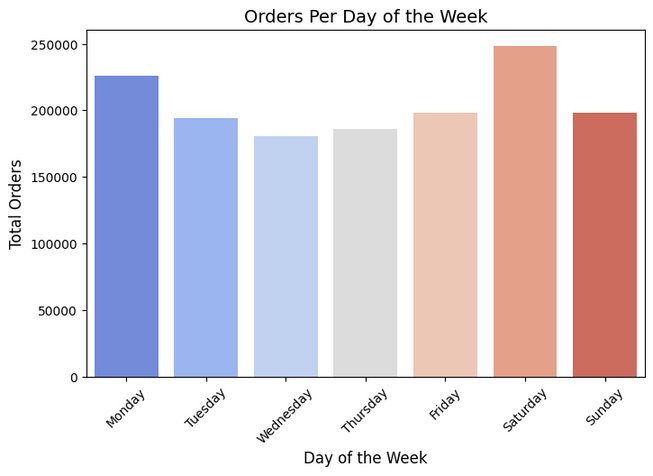 Orders Per Day of the Week
Total Orders
250000
200000
150000
100000
50000
0
Monday
Tuesday
Wednesday
Thursday
Friday
Saturday
Sunday
Day of the Week